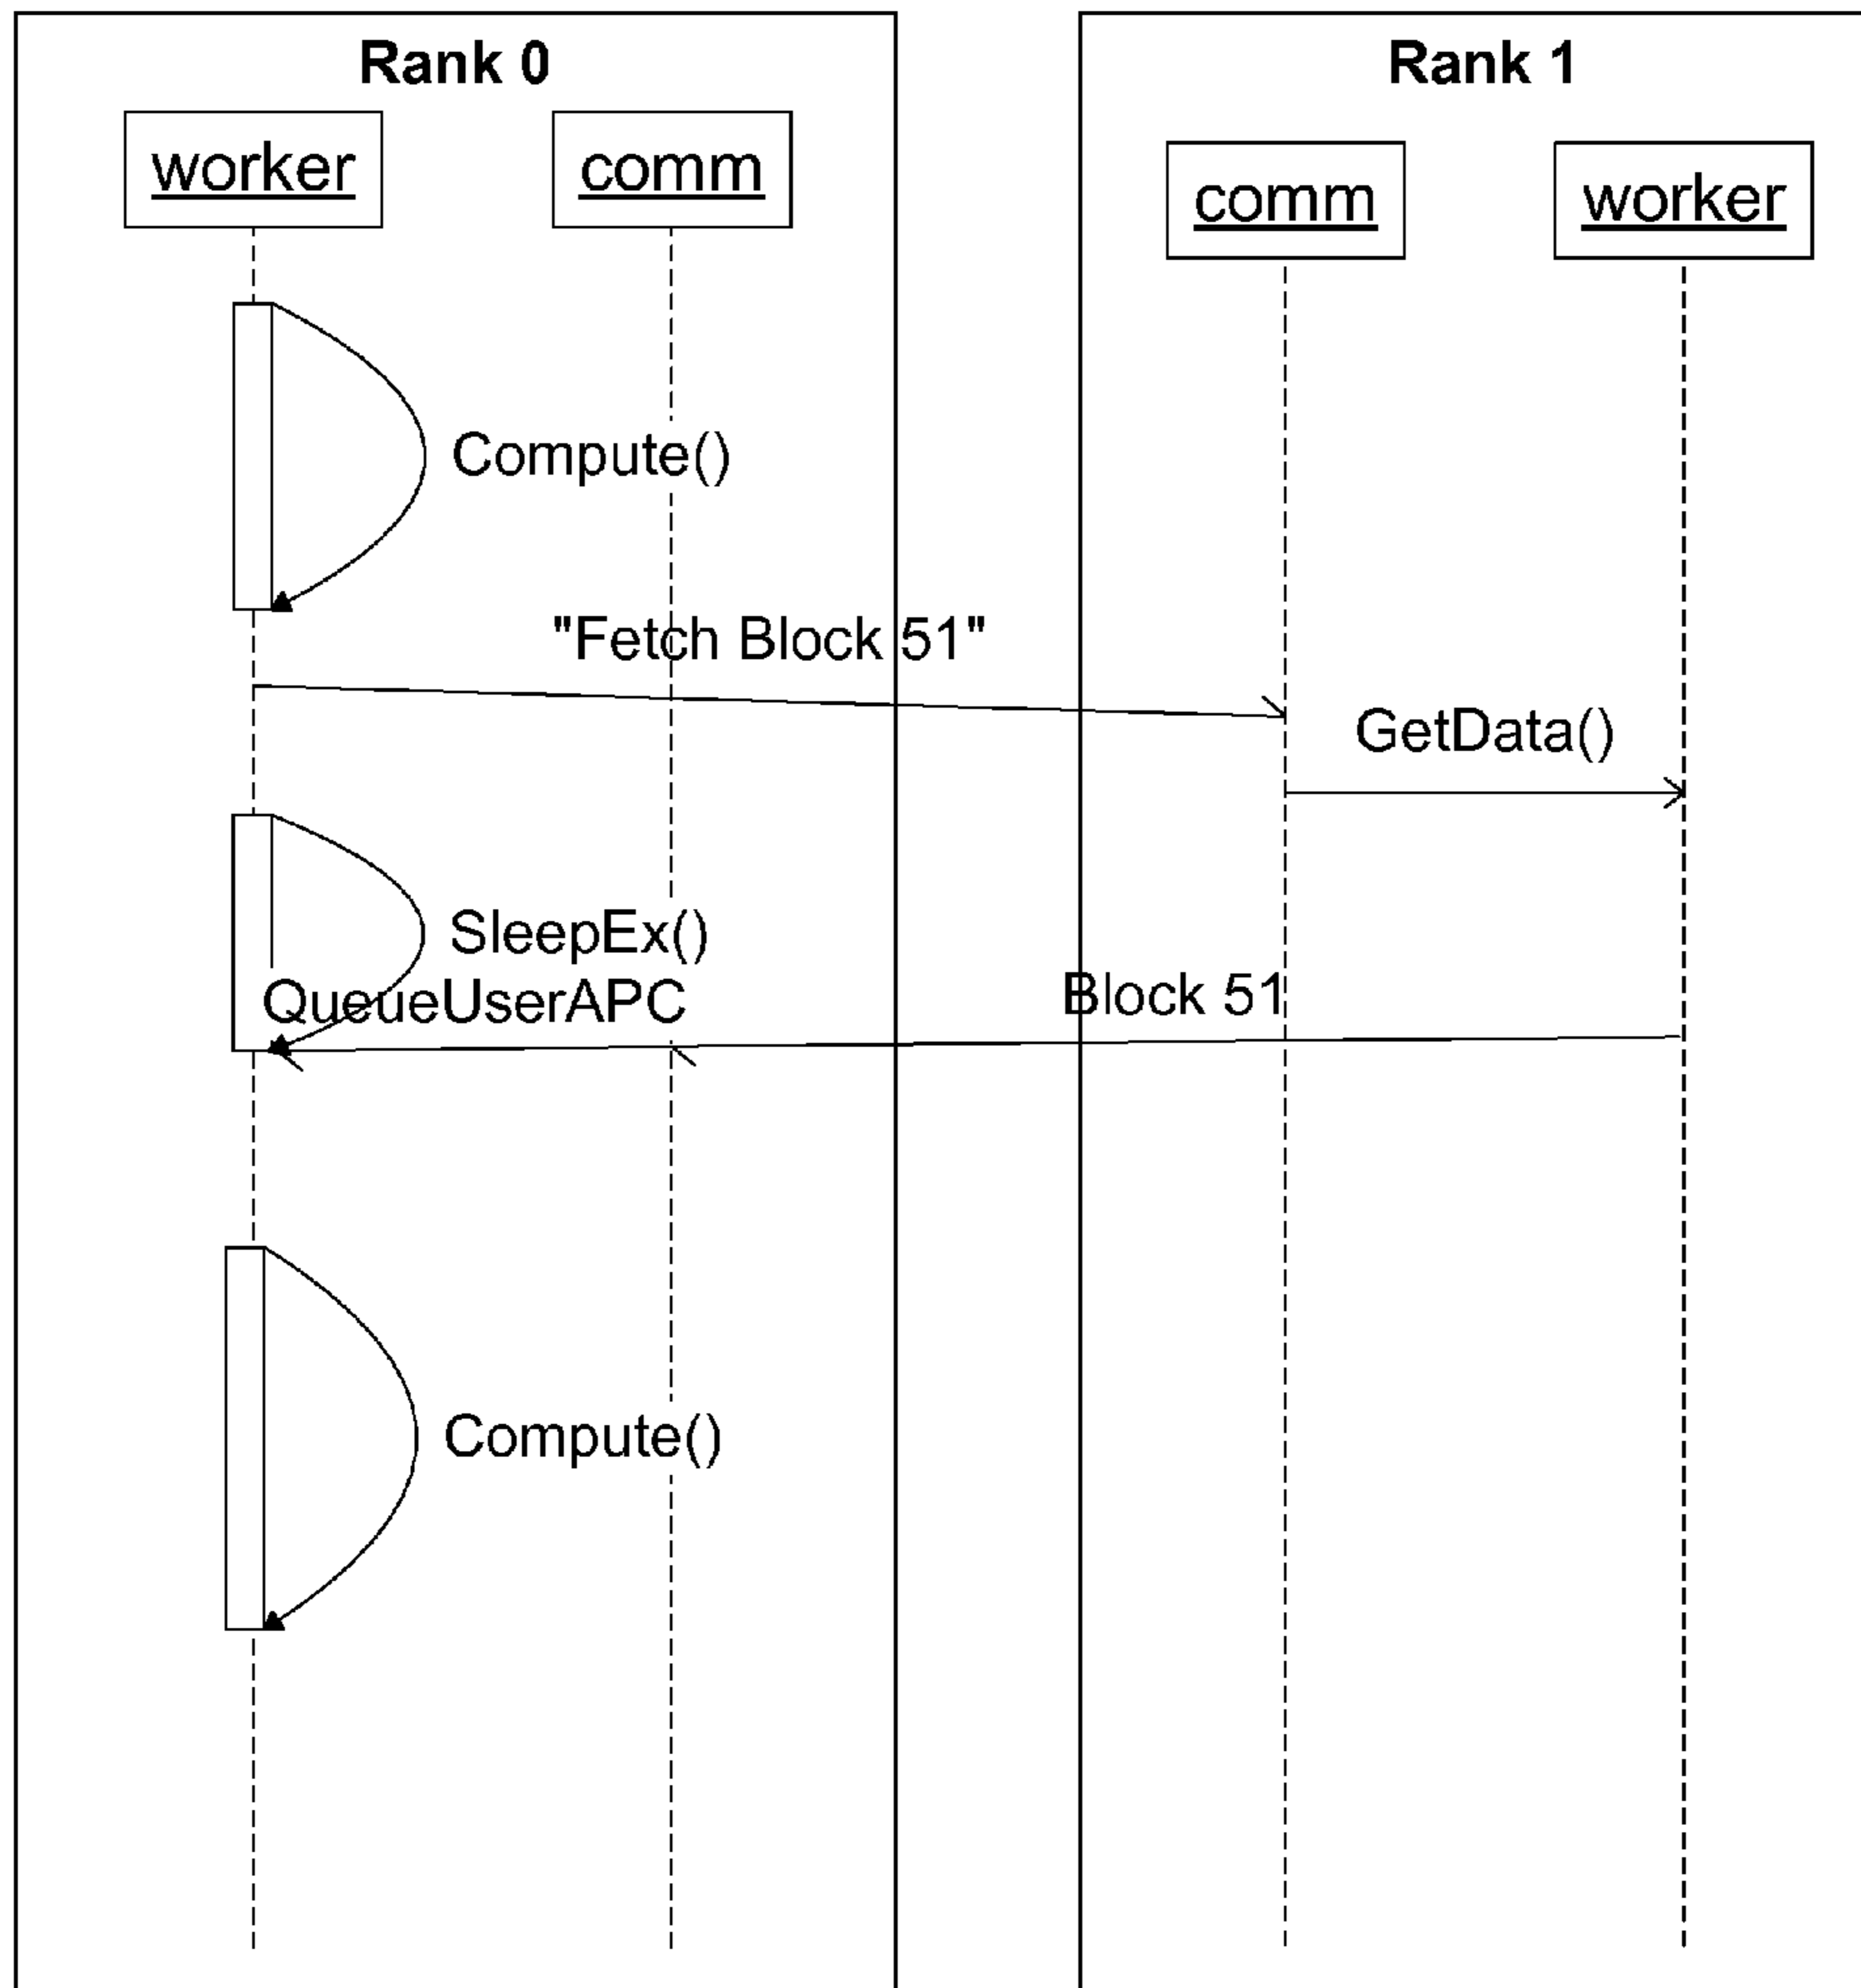 Rank 0
Rank 1
worker
comm
comm
worker
Compute()
"Fetch Block 51"
GetData()
SleepEx()
QueueUserAPC
Block 51
Compute()